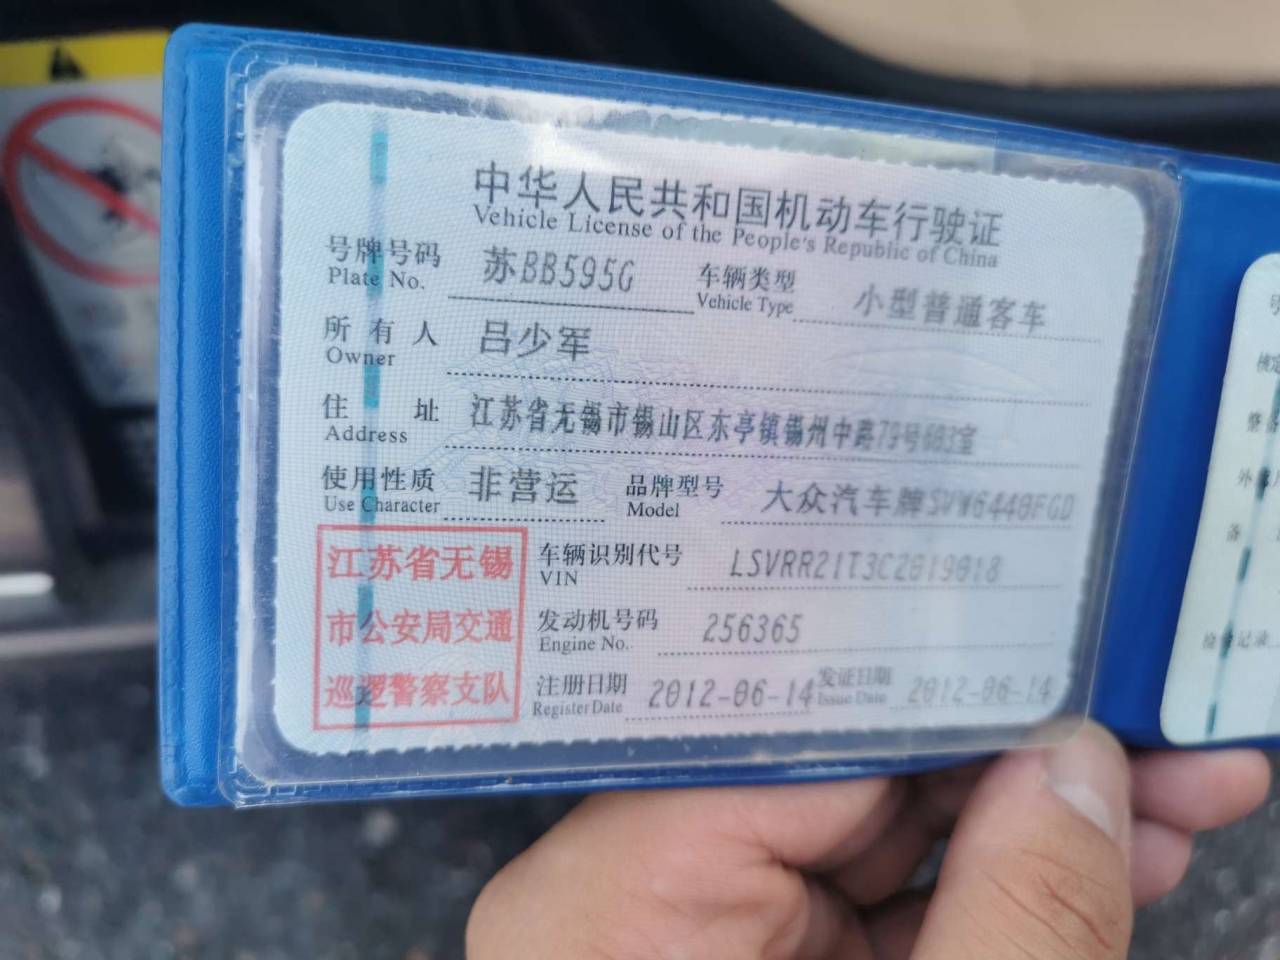 中华人民共和国机动车行驶证
Vehicle License of the People's Republic of China
号牌号码 苏BB595G 车辆类型 小型普通客车
Plate No. Vehicle Type
所有人 吕少军
Owner
住址 江苏省无锡市锡山区东亭镇锡州中路79号603室
Address
使用性质 非营运 品牌型号 大众汽车牌SVW6440FGD
Use Character Model
江苏省无锡
市公安局交通
巡逻警察支队
车辆识别代号 LSVRR21T3C2019018
VIN
发动机号码 256365
Engine No.
注册日期 2012-06-14 发证日期 2012-06-14
Register Date Issue Date